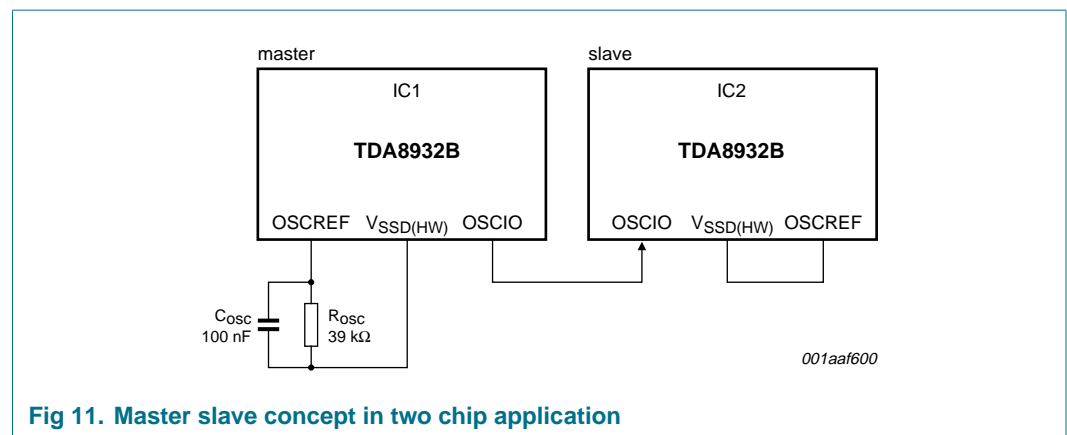 master
slave
IC1
IC2
TDA8932B
TDA8932B
OSCREF VSSD(HW) OSCIO
OSCIO VSSD(HW) OSCREF
Cosc
100 nF
Rosc
39 kΩ
001aaf600
Fig 11. Master slave concept in two chip application